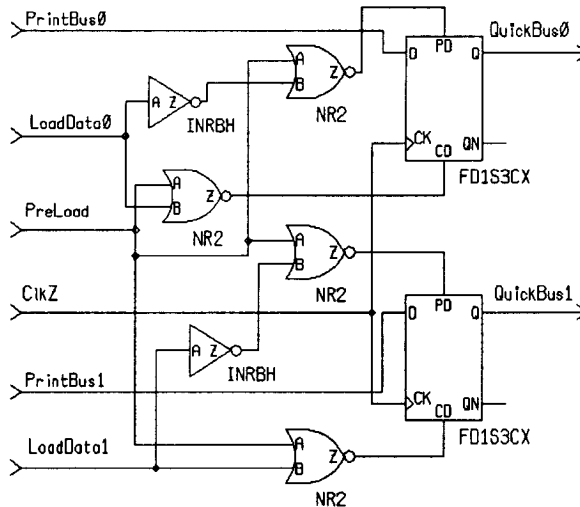 PrintBus0
QuickBus0
A
B
Z
PD
D
Q
A Z
INRBH
NR2
LoadData0
CK
CD
QN
A
B
Z
FD1S3CX
PreLoad
NR2
A
B
Z
NR2
ClkZ
QuickBus1
PD
D
Q
A Z
PrintBus1
INRBH
CK
CD
QN
LoadData1
A
B
Z
FD1S3CX
NR2